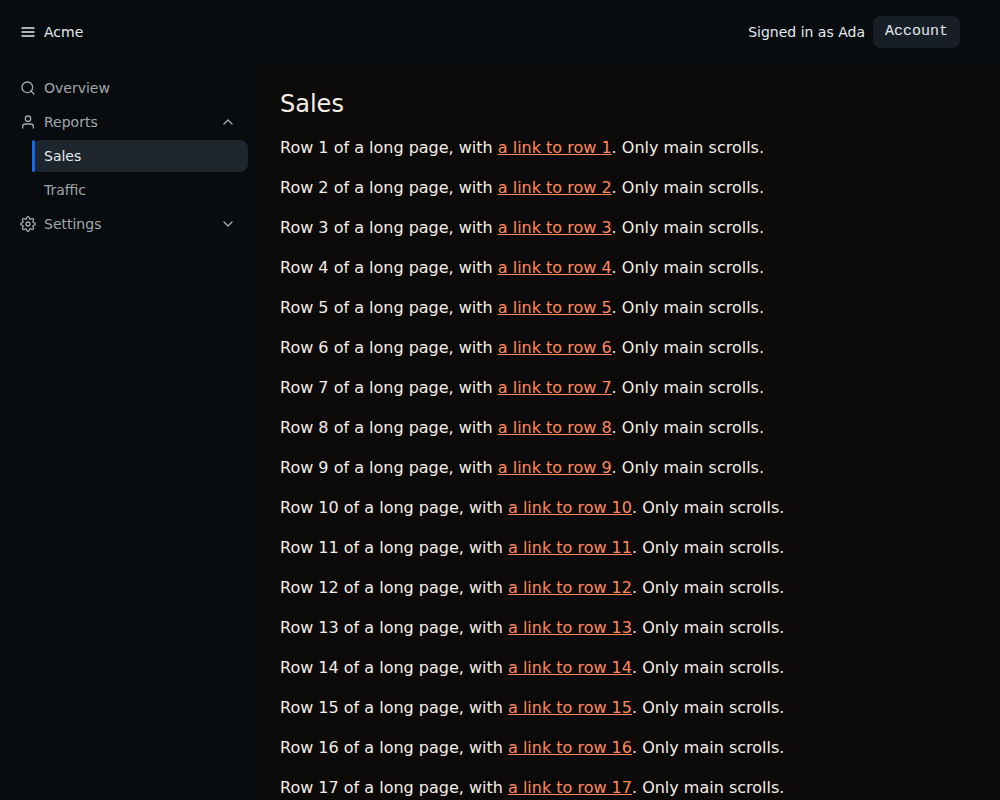 Acme
Signed in as Ada
Account
Overview
Reports
Sales
Traffic
Settings
Sales
Row 1 of a long page, with a link to row 1. Only main scrolls.
Row 2 of a long page, with a link to row 2. Only main scrolls.
Row 3 of a long page, with a link to row 3. Only main scrolls.
Row 4 of a long page, with a link to row 4. Only main scrolls.
Row 5 of a long page, with a link to row 5. Only main scrolls.
Row 6 of a long page, with a link to row 6. Only main scrolls.
Row 7 of a long page, with a link to row 7. Only main scrolls.
Row 8 of a long page, with a link to row 8. Only main scrolls.
Row 9 of a long page, with a link to row 9. Only main scrolls.
Row 10 of a long page, with a link to row 10. Only main scrolls.
Row 11 of a long page, with a link to row 11. Only main scrolls.
Row 12 of a long page, with a link to row 12. Only main scrolls.
Row 13 of a long page, with a link to row 13. Only main scrolls.
Row 14 of a long page, with a link to row 14. Only main scrolls.
Row 15 of a long page, with a link to row 15. Only main scrolls.
Row 16 of a long page, with a link to row 16. Only main scrolls.
Row 17 of a long page, with a link to row 17. Only main scrolls.